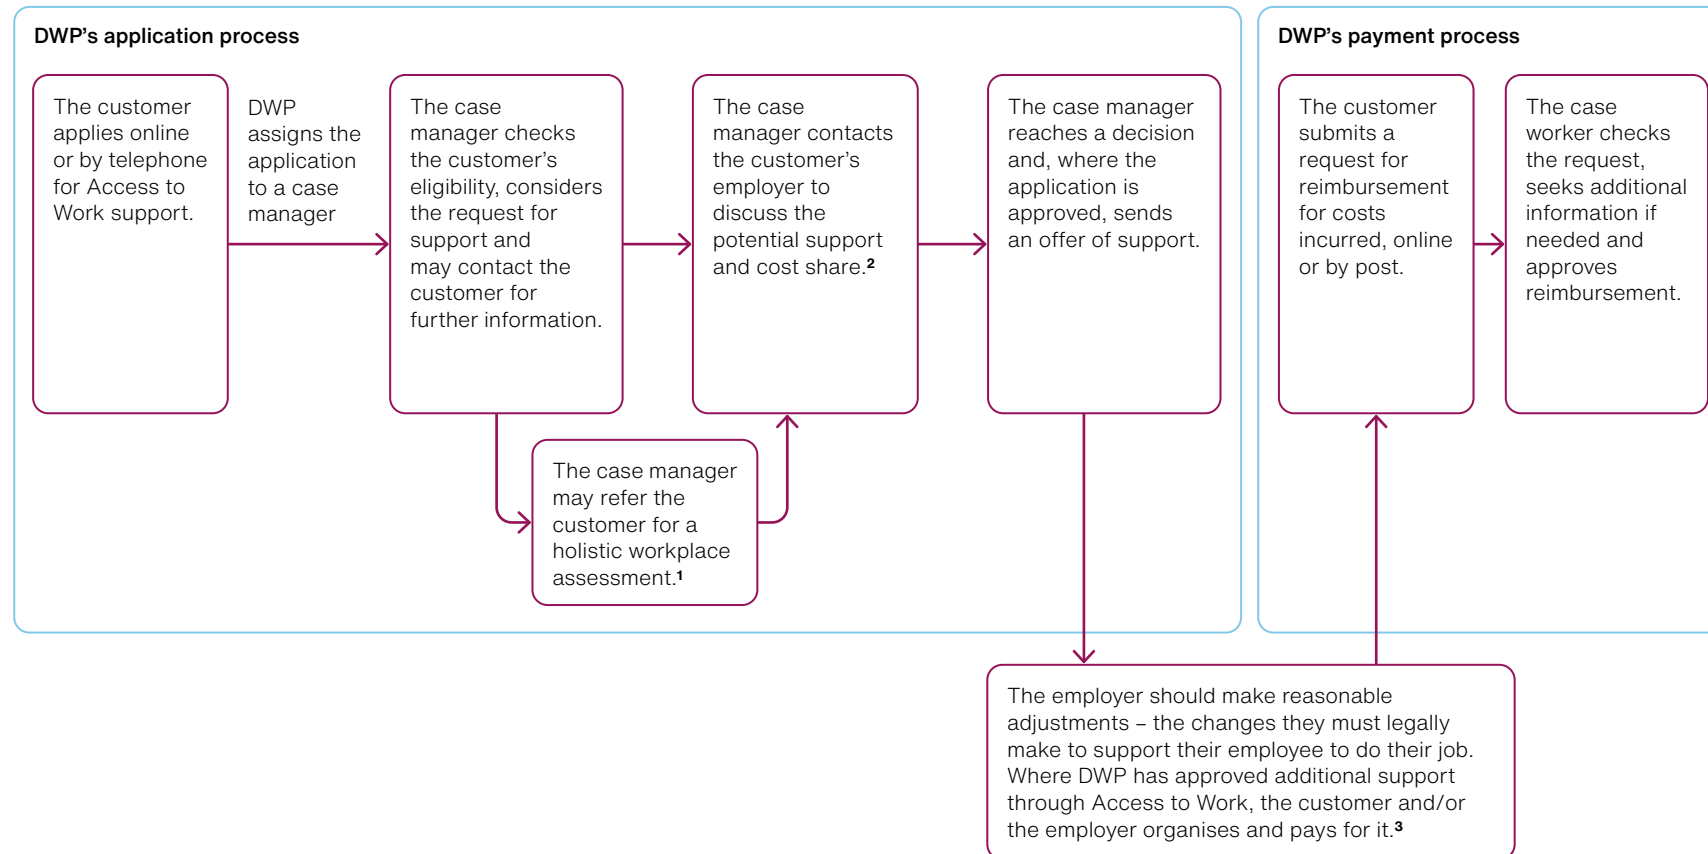 DWP's application process
The customer
applies online
or by telephone
for Access to
Work support.
DWP
assigns the
application
to a case
manager
The case
manager checks
the customer's
eligibility, considers
the request for
support and
may contact the
customer for
further information.
The case manager
may refer the
customer for a
holistic workplace
assessment.¹
The case
manager contacts
the customer's
employer to
discuss the
potential support
and cost share.²
The case manager
reaches a decision
and, where the
application is
approved, sends
an offer of support.
The employer should make reasonable
adjustments – the changes they must legally
make to support their employee to do their job.
Where DWP has approved additional support
through Access to Work, the customer and/or
the employer organises and pays for it.³
DWP's payment process
The customer
submits a
request for
reimbursement
for costs
incurred, online
or by post.
The case
worker checks
the request,
seeks additional
information if
needed and
approves
reimbursement.